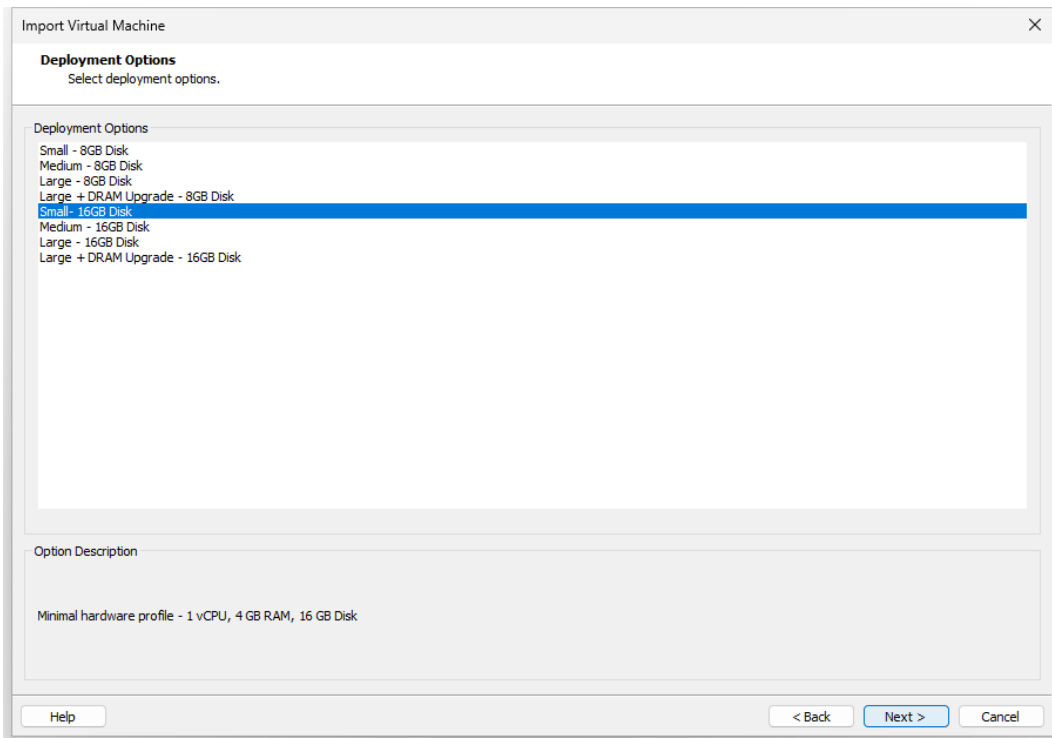 Import Virtual Machine
Deployment Options
Select deployment options.
Deployment Options
Small - 8GB Disk
Medium - 8GB Disk
Large - 8GB Disk
Large + DRAM Upgrade - 8GB Disk
Small- 16GB Disk
Medium - 16GB Disk
Large - 16GB Disk
Large + DRAM Upgrade - 16GB Disk
Option Description
Minimal hardware profile - 1 vCPU, 4 GB RAM, 16 GB Disk
Help < Back Next > Cancel